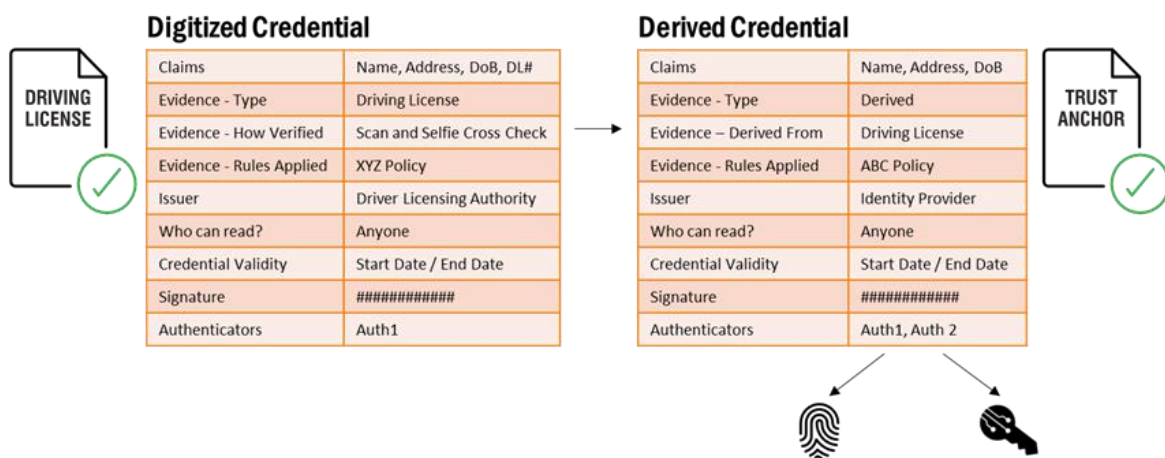 Digitized Credential
DRIVING
LICENSE
Claims Name, Address, DoB, DL#
Evidence - Type Driving License
Evidence - How Verified Scan and Selfie Cross Check
Evidence - Rules Applied XYZ Policy
Issuer Driver Licensing Authority
Who can read? Anyone
Credential Validity Start Date / End Date
Signature ############
Authenticators Auth1
Derived Credential
Claims Name, Address, DoB
Evidence - Type Derived
Evidence – Derived From Driving License
Evidence - Rules Applied ABC Policy
Issuer Identity Provider
Who can read? Anyone
Credential Validity Start Date / End Date
Signature ############
Authenticators Auth1, Auth 2
TRUST
ANCHOR